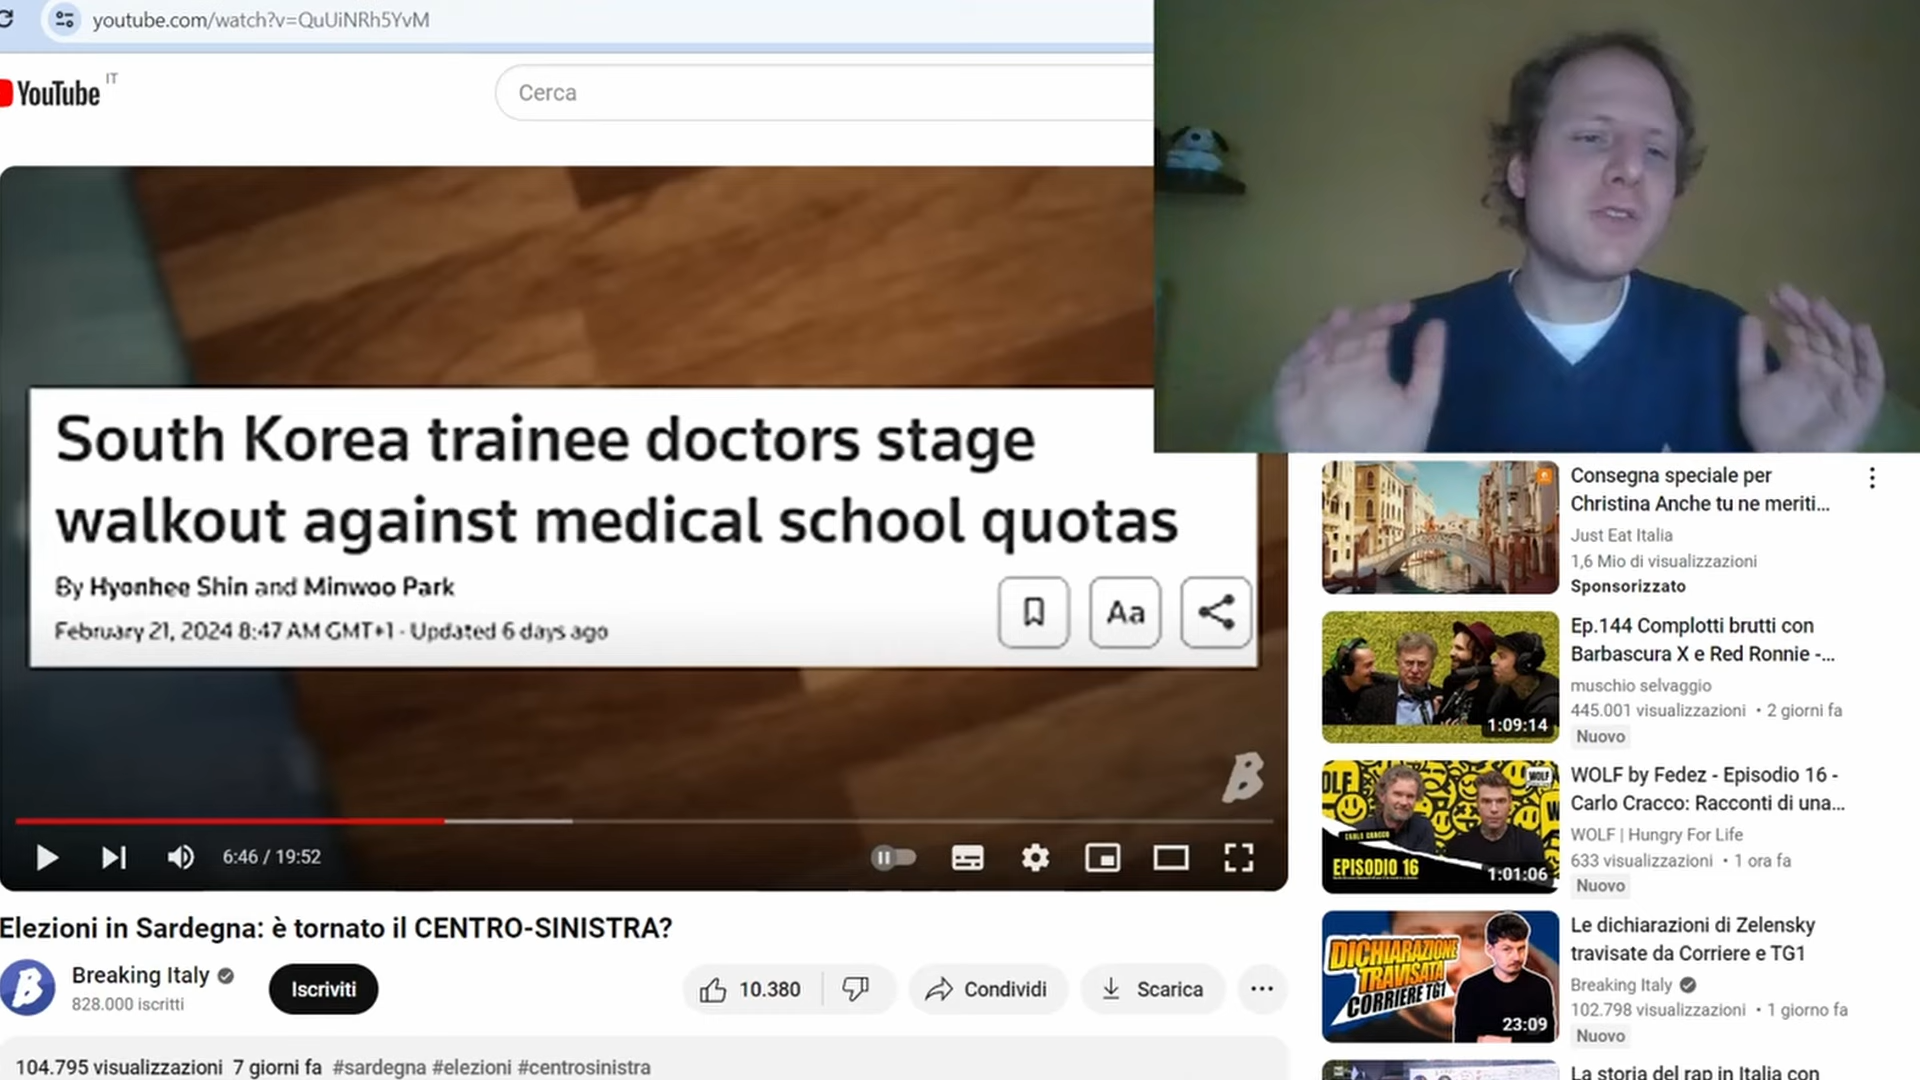 youtube.com/watch?v=QuUiNRh5YvM
YouTube IT
Cerca
South Korea trainee doctors stage
walkout against medical school quotas
By Hyonhee Shin and Minwoo Park
February 21, 2024 8:47 AM GMT+1 · Updated 6 days ago
Aa
B
6:46 / 19:52
Elezioni in Sardegna: è tornato il CENTRO-SINISTRA?
Breaking Italy
828.000 iscritti
Iscriviti
10.380
Condividi
Scarica
104.795 visualizzazioni 7 giorni fa #sardegna #elezioni #centrosinistra
Consegna speciale per
Christina Anche tu ne meriti...
Just Eat Italia
1,6 Mio di visualizzazioni
Sponsorizzato
1:09:14
Ep.144 Complotti brutti con
Barbascura X e Red Ronnie -...
muschio selvaggio
445.001 visualizzazioni • 2 giorni fa
Nuovo
WOLF
CARLO CRACCO
EPISODIO 16
1:01:06
WOLF by Fedez - Episodio 16 -
Carlo Cracco: Racconti di una...
WOLF | Hungry For Life
633 visualizzazioni • 1 ora fa
Nuovo
DICHIARAZIONE
TRAVISATA
CORRIERE TG1
23:09
Le dichiarazioni di Zelensky
travisate da Corriere e TG1
Breaking Italy
102.798 visualizzazioni • 1 giorno fa
Nuovo
La storia del rap in Italia con